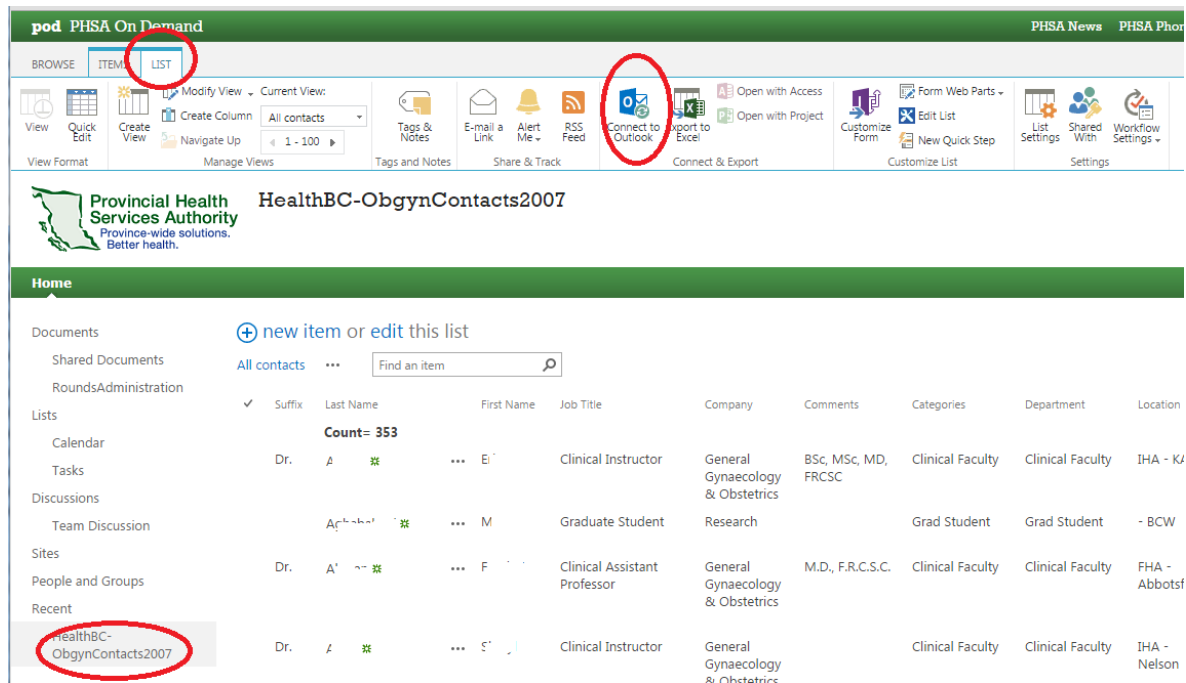 pod PHSA On Demand PHSA News PHSA Phon
BROWSE LIST
Modify View Current View:
Create Column All contacts
Navigate Up 1 - 100
View Quick Edit Create View Tags & Notes E-mail a Link Alert Me RSS Feed Connect to Outlook Export to Excel
Open with Access
Open with Project
Customize Form
Form Web Parts
Edit List
New Quick Step
List Settings Shared With Workflow Settings
View Format Manage Views Tags and Notes Share & Track Connect & Export Customize List Settings
Provincial Health
Services Authority
Province-wide solutions.
Better health.
HealthBC-ObgynContacts2007
Home
Documents
Shared Documents
RoundsAdministration
Lists
Calendar
Tasks
Discussions
Team Discussion
Sites
People and Groups
Recent
HealthBC-
ObgynContacts2007
new item or edit this list
All contacts ... Find an item
Suffix Last Name First Name Job Title Company Comments Categories Department Location
Count= 353
Dr. A ... Clinical Instructor General BSc, MSc, MD, Clinical Faculty Clinical Faculty IHA - KA
Gynaecology FRCSC
& Obstetrics
... M Graduate Student Research Grad Student Grad Student - BCW
Dr. A ... F Clinical Assistant General M.D., F.R.C.S.C. Clinical Faculty Clinical Faculty FHA -
Professor Gynaecology Abbotsf
& Obstetrics
Dr. ... S Clinical Instructor General Clinical Faculty Clinical Faculty IHA -
Gynaecology Nelson
& Obstetrics